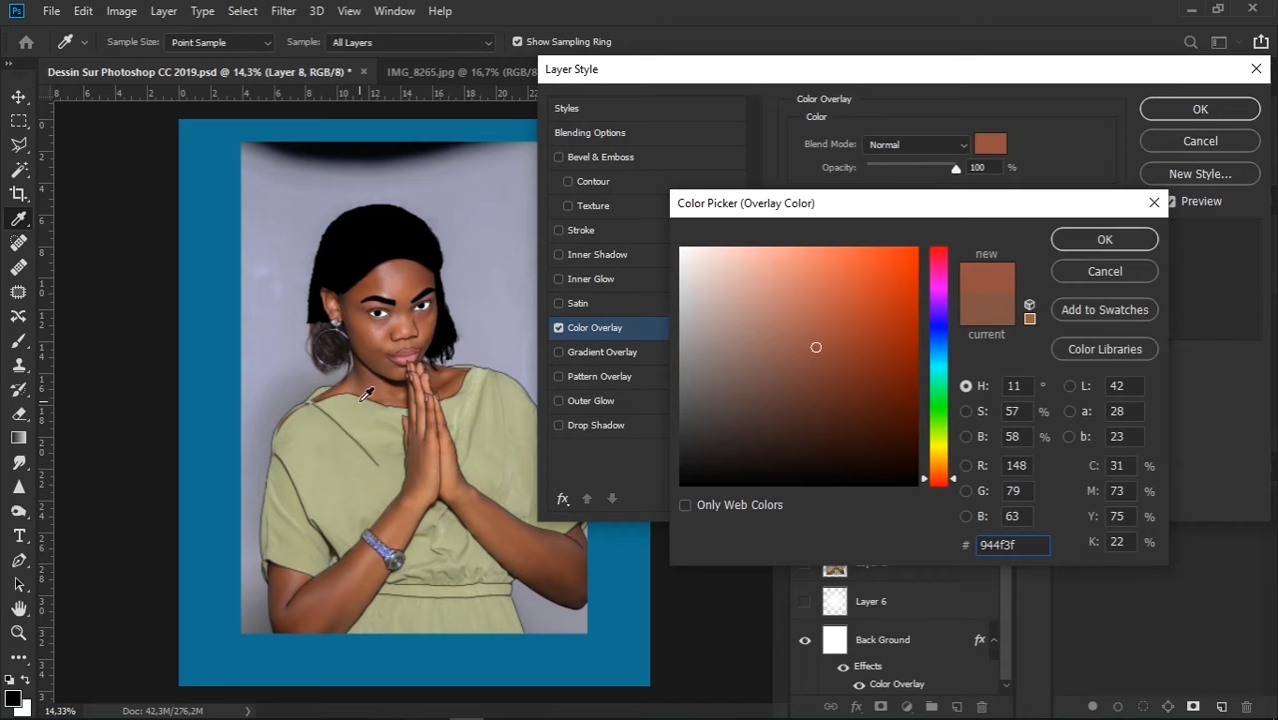 Ps File Edit Image Layer Type Select Filter 3D View Window Help
Sample Size: Point Sample Sample: All Layers Show Sampling Ring
Dessin Sur Photoshop CC 2019.psd @ 14,3% (Layer 8, RGB/8) * × IMG_8265.jpg @ 16,7% (RGB/8
Layer Style
Styles
Blending Options
Bevel & Emboss
Contour
Texture
Stroke
Inner Shadow
Inner Glow
Satin
Color Overlay
Gradient Overlay
Pattern Overlay
Outer Glow
Drop Shadow
fx
Color Overlay
Color
Blend Mode: Normal
Opacity: 100 %
OK
Cancel
New Style...
Preview
Color Picker (Overlay Color)
new
current
OK
Cancel
Add to Swatches
Color Libraries
H: 11 ° L: 42
S: 57 % a: 28
B: 58 % b: 23
R: 148 C: 31 %
G: 79 M: 73 %
B: 63 Y: 75 %
# 944f3f K: 22 %
Only Web Colors
Layer 6
Back Ground fx
Effects
Color Overlay
14,33% Doc: 42,3M/276,2M